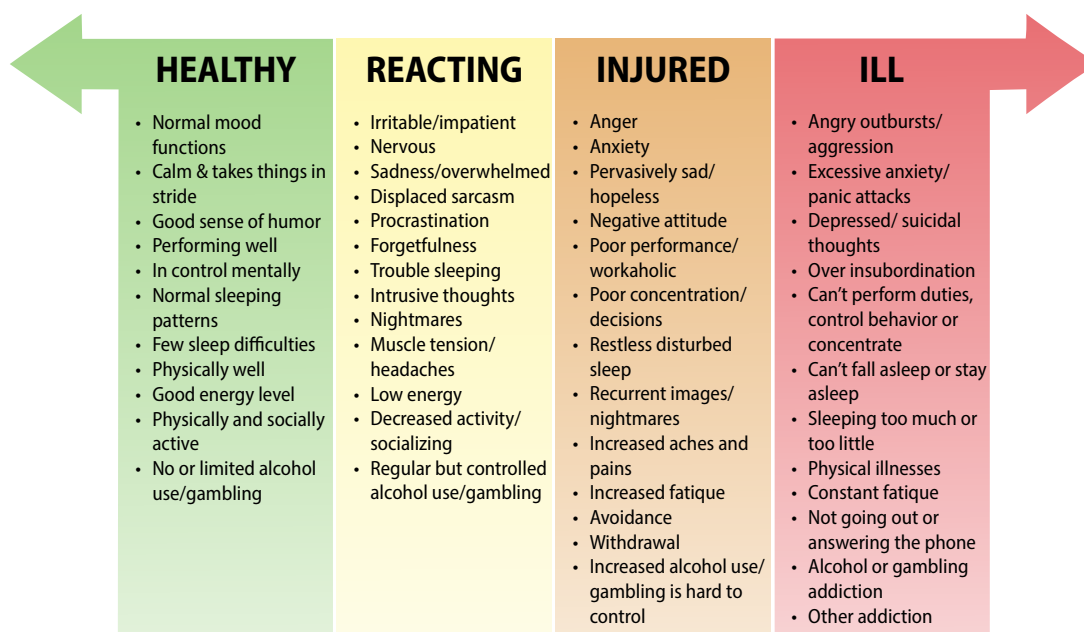 HEALTHY
• Normal mood
functions
• Calm & takes things in
stride
• Good sense of humor
• Performing well
• In control mentally
• Normal sleeping
patterns
• Few sleep difficulties
• Physically well
• Good energy level
• Physically and socially
active
• No or limited alcohol
use/gambling
REACTING
• Irritable/impatient
• Nervous
• Sadness/overwhelmed
• Displaced sarcasm
• Procrastination
• Forgetfulness
• Trouble sleeping
• Intrusive thoughts
• Nightmares
• Muscle tension/
headaches
• Low energy
• Decreased activity/
socializing
• Regular but controlled
alcohol use/gambling
INJURED
• Anger
• Anxiety
• Pervasively sad/
hopeless
• Negative attitude
• Poor performance/
workaholic
• Poor concentration/
decisions
• Restless disturbed
sleep
• Recurrent images/
nightmares
• Increased aches and
pains
• Increased fatique
• Avoidance
• Withdrawal
• Increased alcohol use/
gambling is hard to
control
ILL
• Angry outbursts/
aggression
• Excessive anxiety/
panic attacks
• Depressed/ suicidal
thoughts
• Over insubordination
• Can't perform duties,
control behavior or
concentrate
• Can't fall asleep or stay
asleep
• Sleeping too much or
too little
• Physical illnesses
• Constant fatique
• Not going out or
answering the phone
• Alcohol or gambling
addiction
• Other addiction